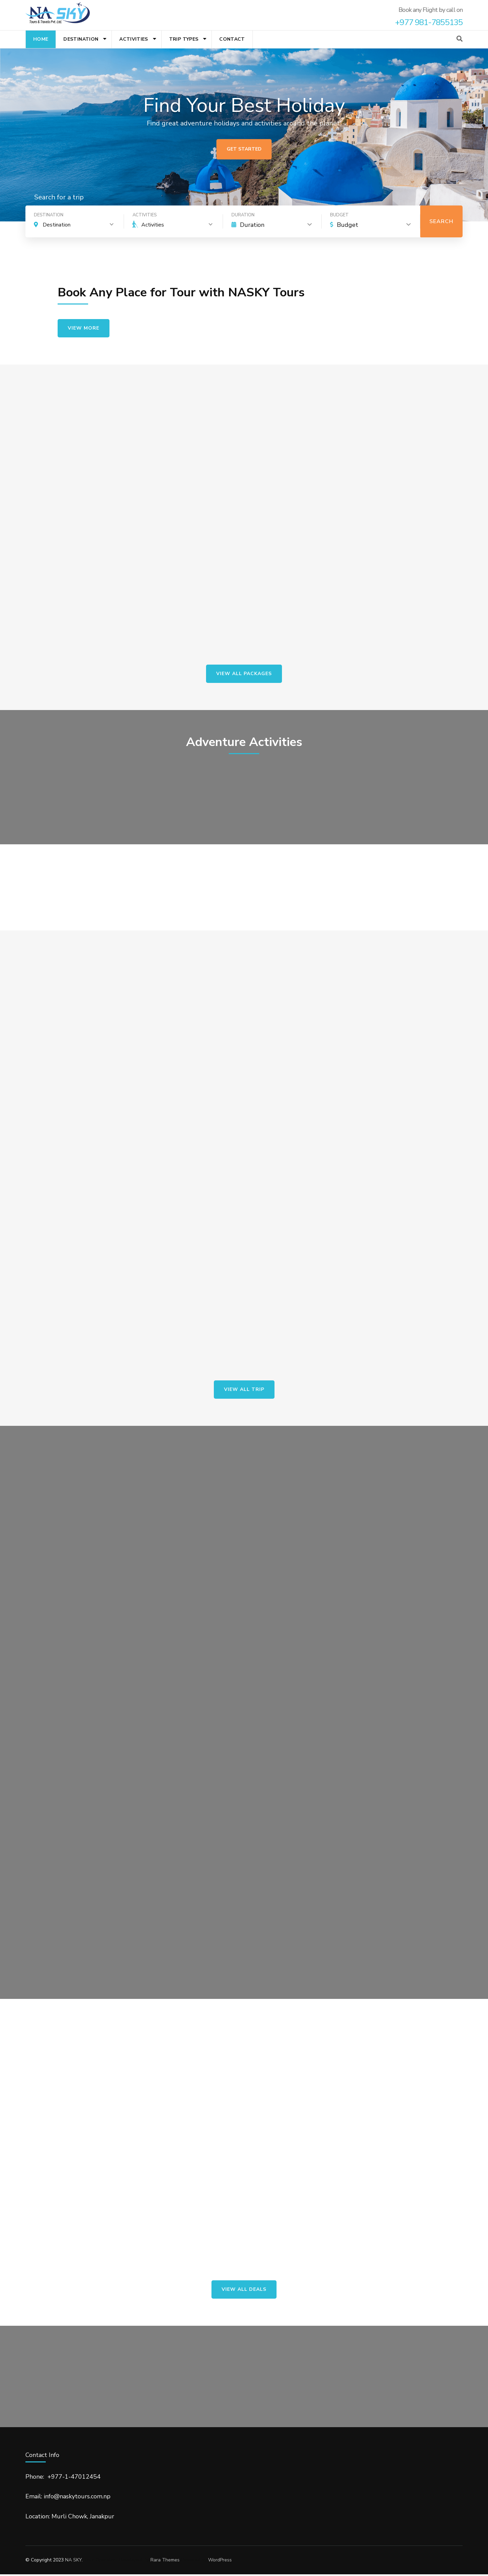 NA SKY
Tours & Travels Pvt. Ltd.
Book any Flight by call on
+977 981-7855135
HOME
DESTINATION
ACTIVITIES
TRIP TYPES
CONTACT
Find Your Best Holiday
Find great adventure holidays and activities around the planet.
GET STARTED
Search for a trip
DESTINATION
Destination
ACTIVITIES
Activities
DURATION
Duration
BUDGET
$ Budget
SEARCH
Book Any Place for Tour with NASKY Tours
VIEW MORE
VIEW ALL PACKAGES
Adventure Activities
VIEW ALL TRIP
VIEW ALL DEALS
Contact Info
Phone: +977-1-47012454
Email: info@naskytours.com.np
Location: Murli Chowk, Janakpur
© Copyright 2023 NA SKY.
Rara Themes
WordPress